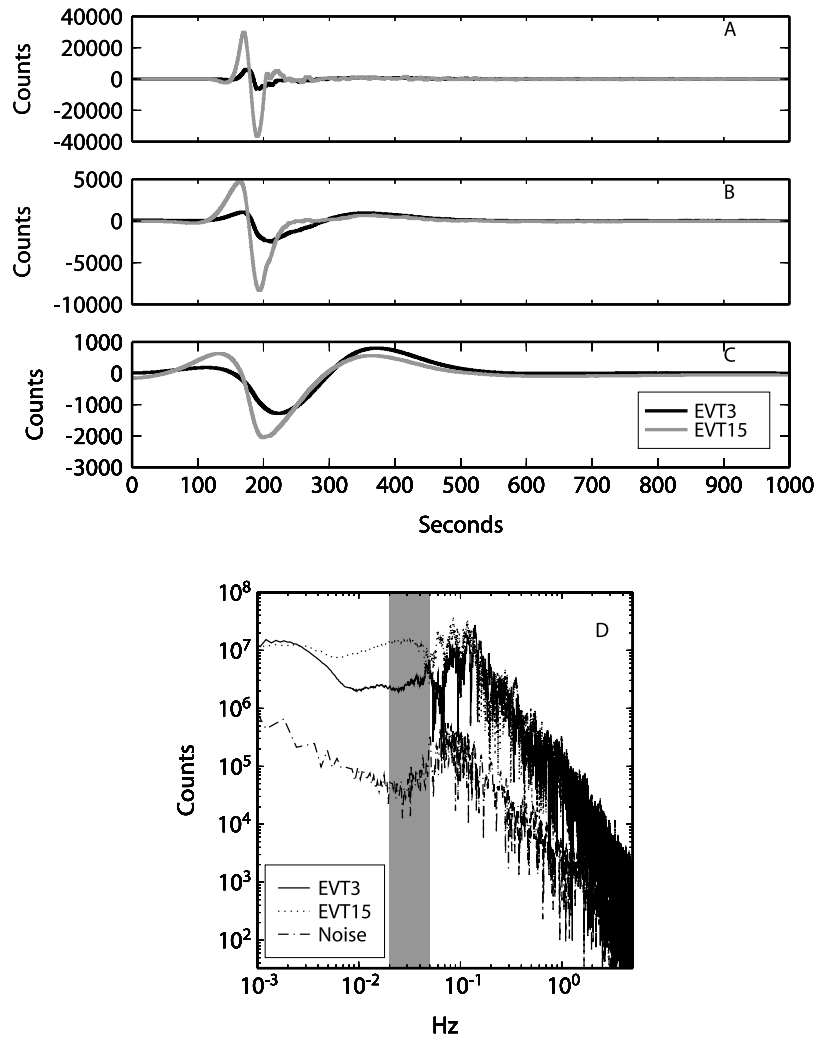 40000
20000
0
-20000
-40000
Counts
A
5000
0
-5000
-10000
Counts
B
1000
0
-1000
-2000
-3000
Counts
C
EVT3
EVT15
0 100 200 300 400 500 600 700 800 900 1000
Seconds
10^8
10^7
10^6
10^5
10^4
10^3
10^2
Counts
D
EVT3
EVT15
Noise
10^-3 10^-2 10^-1 10^0
Hz